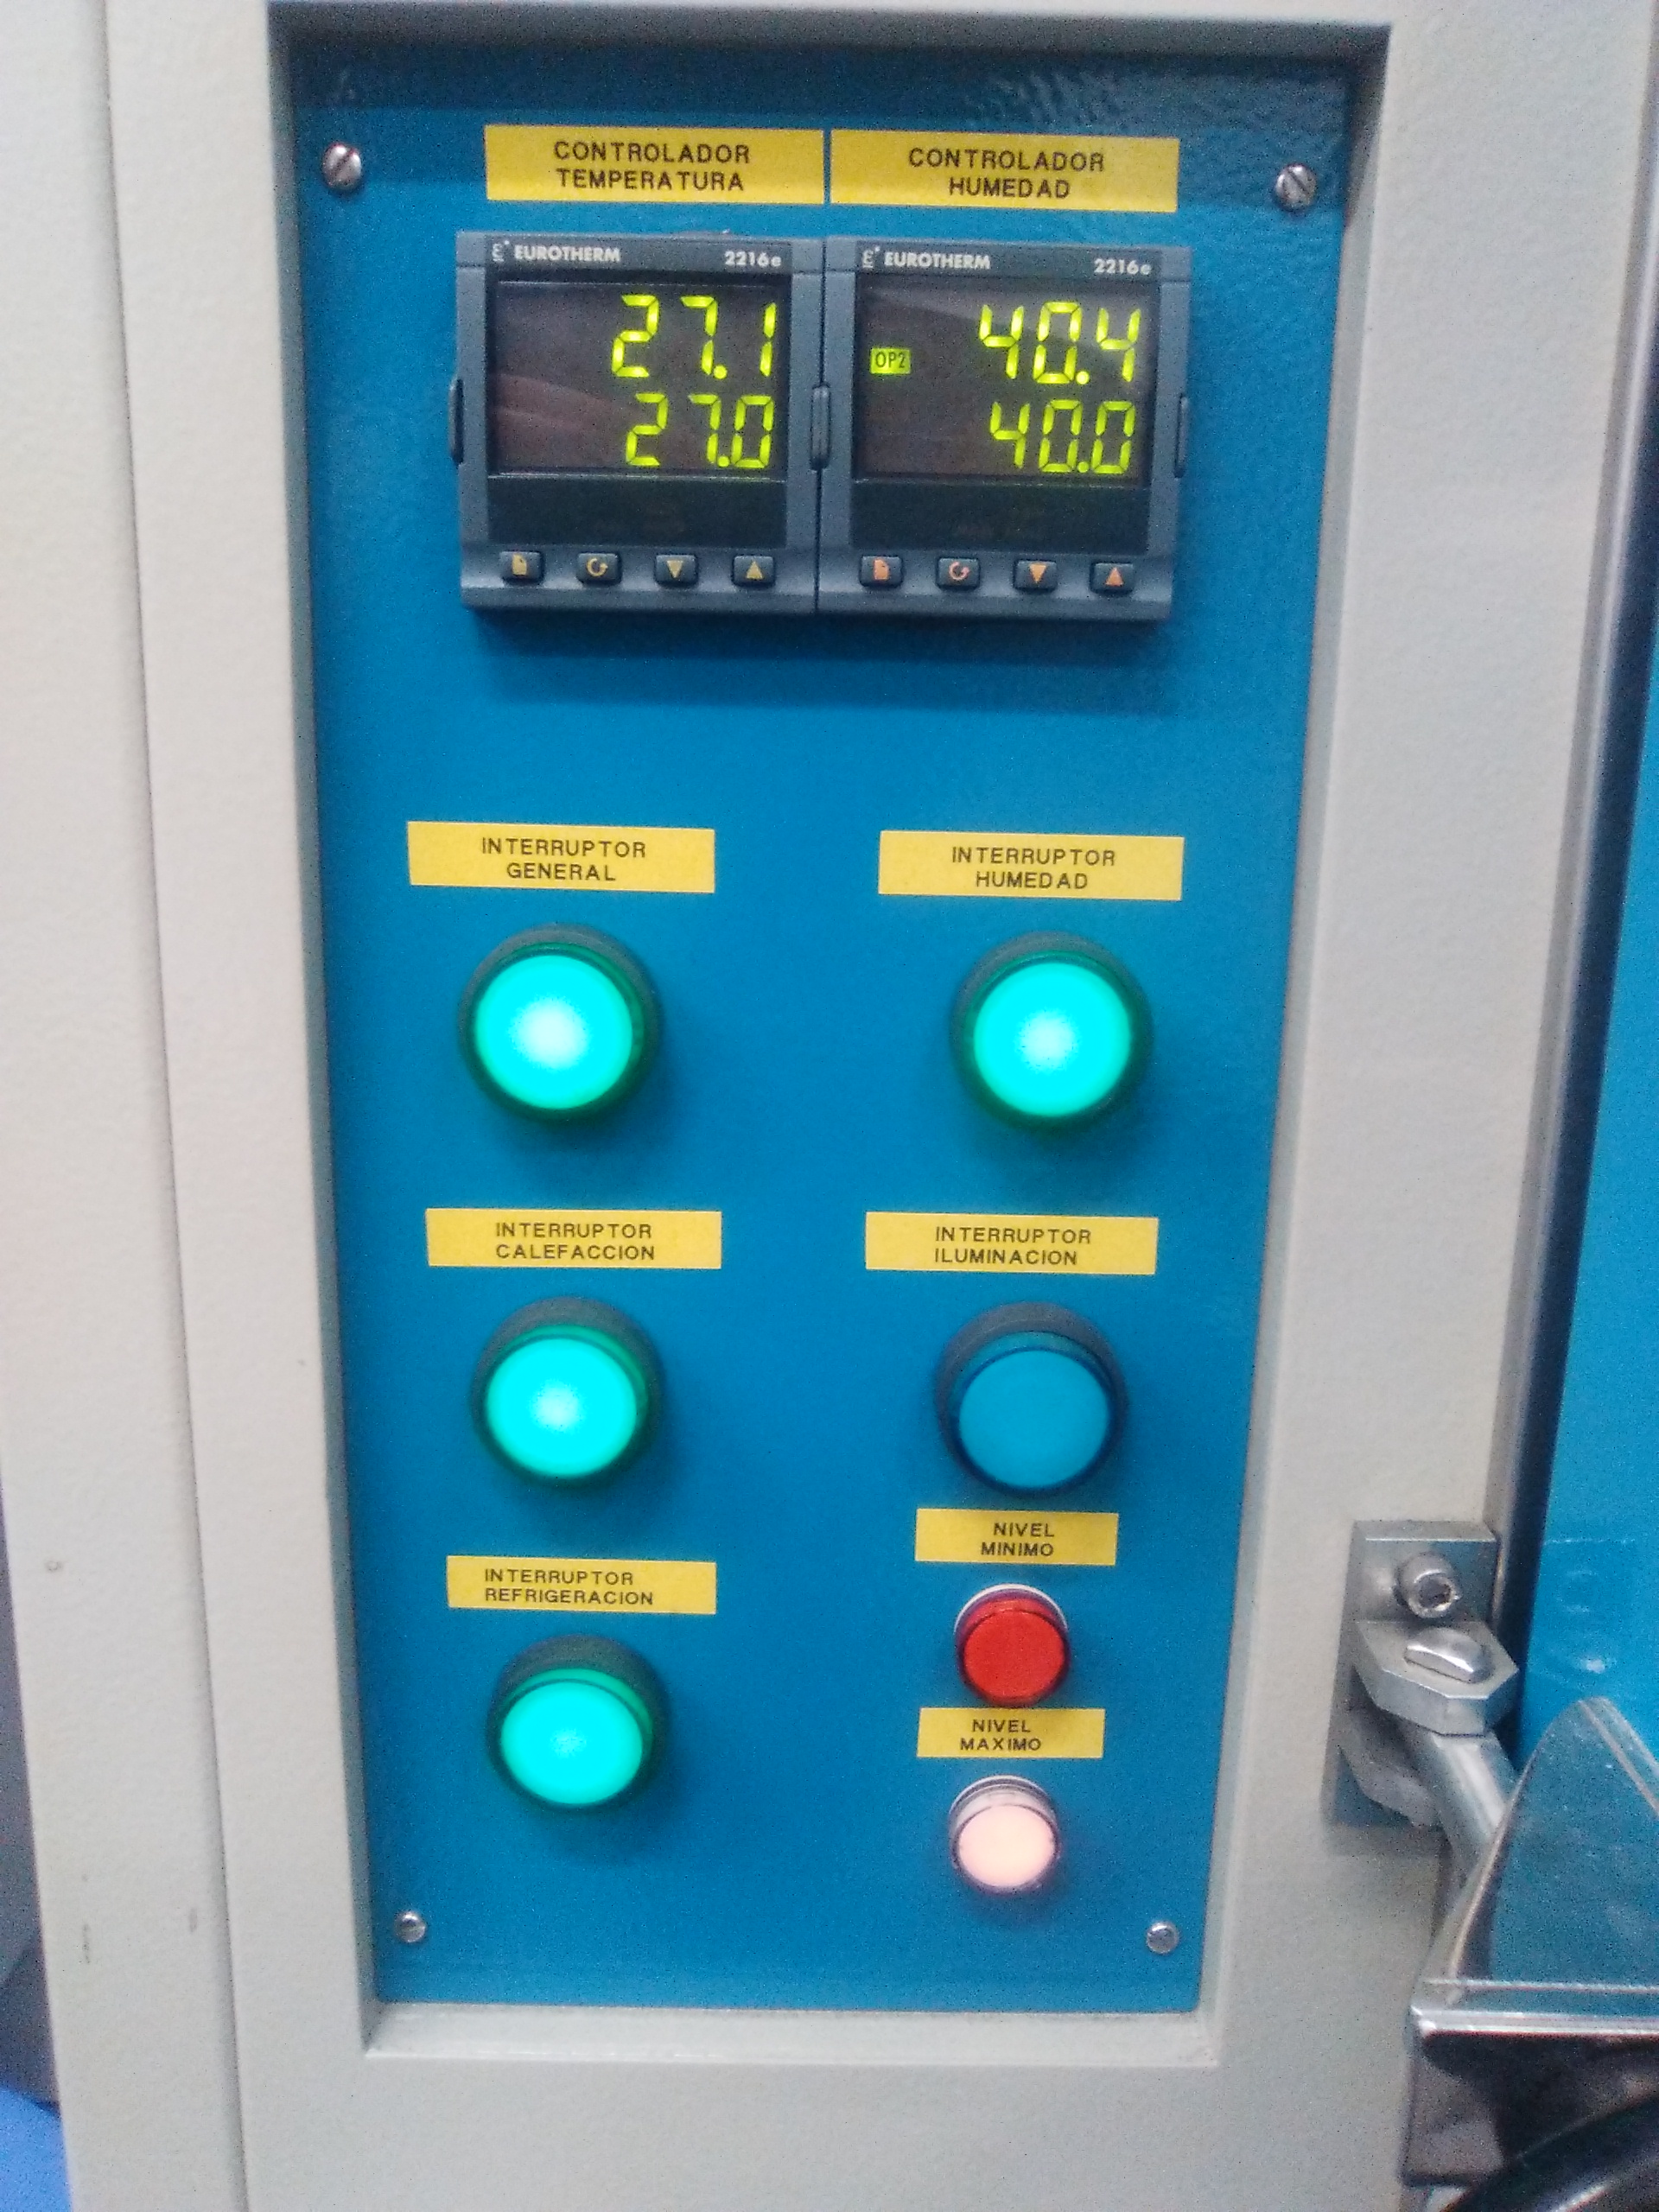 CONTROLADOR
TEMPERATURA
CONTROLADOR
HUMEDAD
EUROTHERM 2216e
27.1
27.0
EUROTHERM 2216e
OP2
40.4
40.0
INTERRUPTOR
GENERAL
INTERRUPTOR
HUMEDAD
INTERRUPTOR
CALEFACCION
INTERRUPTOR
ILUMINACION
INTERRUPTOR
REFRIGERACION
NIVEL
MINIMO
NIVEL
MAXIMO